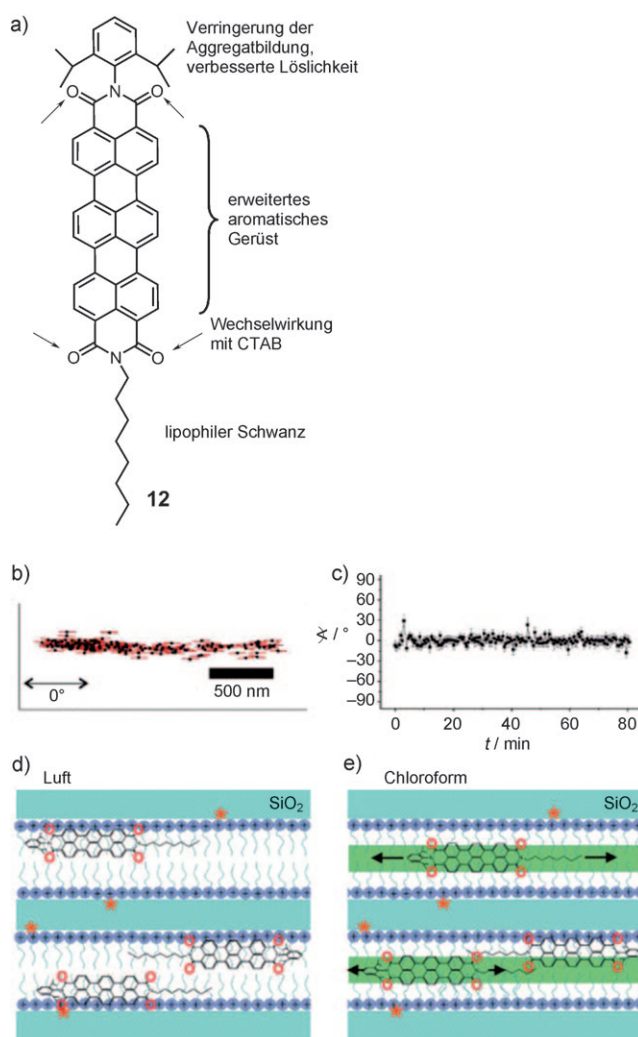 a)
Verringerung der
Aggregatbildung,
verbesserte Löslichkeit
O
N
O
erweitertes
aromatisches
Gerüst
Wechselwirkung
mit CTAB
O
N
O
lipophiler Schwanz
12
b)
0°
500 nm
c)
90
60
30
0
–30
–60
–90
∢ / °
0
20
40
60
80
t / min
d)
Luft
SiO₂
e)
Chloroform
SiO₂